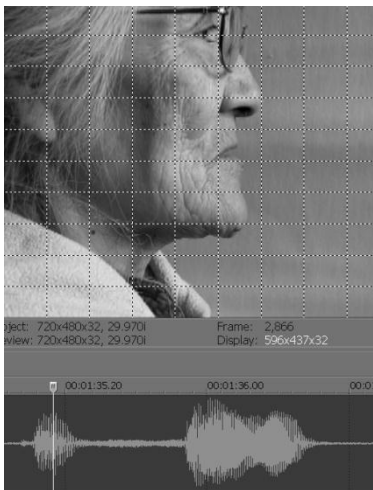 oject: 720x480x32, 29.970i Frame: 2,866
eview: 720x480x32, 29.970i Display: 596x437x32
00:01:35.20 00:01:36.00 00:0